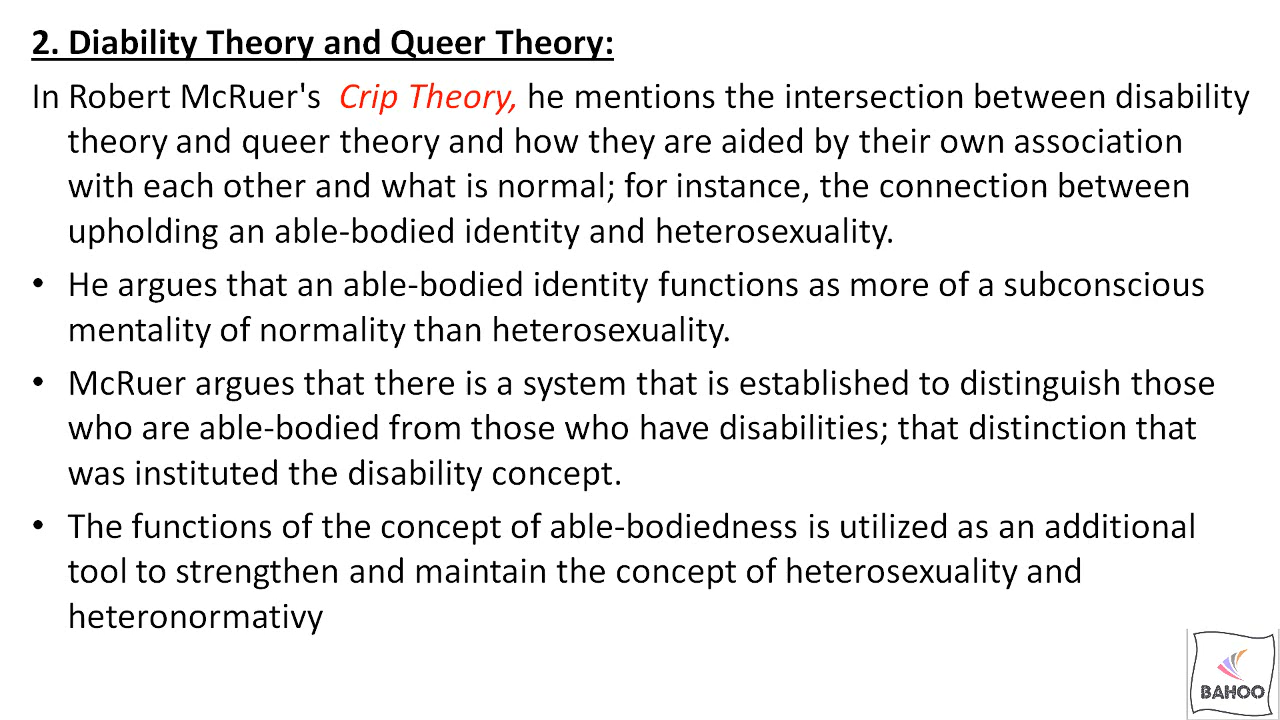 2. Diability Theory and Queer Theory:
In Robert McRuer's Crip Theory, he mentions the intersection between disability
theory and queer theory and how they are aided by their own association
with each other and what is normal; for instance, the connection between
upholding an able-bodied identity and heterosexuality.
• He argues that an able-bodied identity functions as more of a subconscious
mentality of normality than heterosexuality.
• McRuer argues that there is a system that is established to distinguish those
who are able-bodied from those who have disabilities; that distinction that
was instituted the disability concept.
• The functions of the concept of able-bodiedness is utilized as an additional
tool to strengthen and maintain the concept of heterosexuality and
heteronormativy
BAHOO